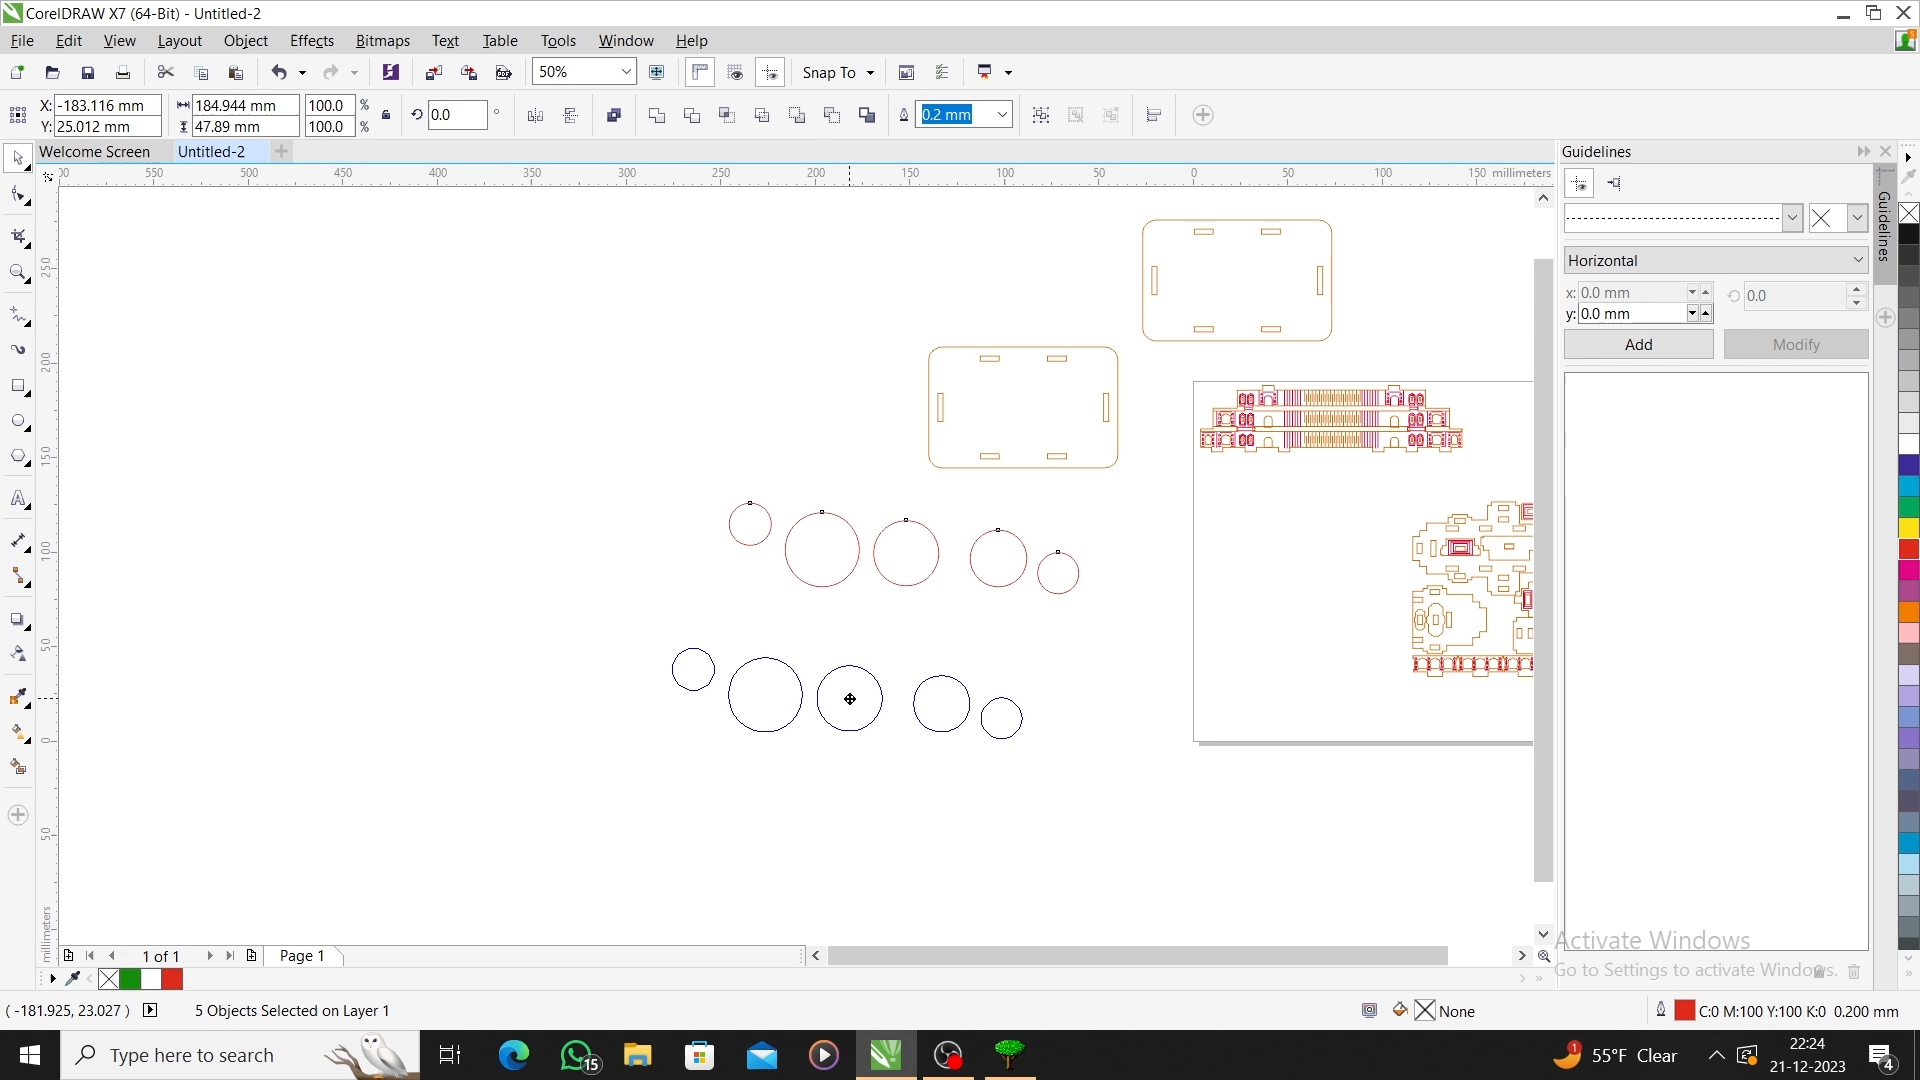 CorelDRAW X7 (64-Bit) - Untitled-2
File Edit View Layout Object Effects Bitmaps Text Table Tools Window Help
50% Snap To
X: -183.116 mm 184.944 mm 100.0 % 0.0 ° 0.2 mm
Y: 25.012 mm 47.89 mm 100.0 %
Welcome Screen Untitled-2
550 500 450 400 350 300 250 200 150 100 50 0 50 100 150 millimeters
250
200
150
100
50
0
50
millimeters
Guidelines
Guidelines
Horizontal
x: 0.0 mm 0.0
y: 0.0 mm
Add Modify
1 of 1 Page 1
Activate Windows
Go to Settings to activate Windows.
( -181.925, 23.027 ) 5 Objects Selected on Layer 1 None C:0 M:100 Y:100 K:0 0.200 mm
Type here to search 15 1 55°F Clear 22:24
21-12-2023 4